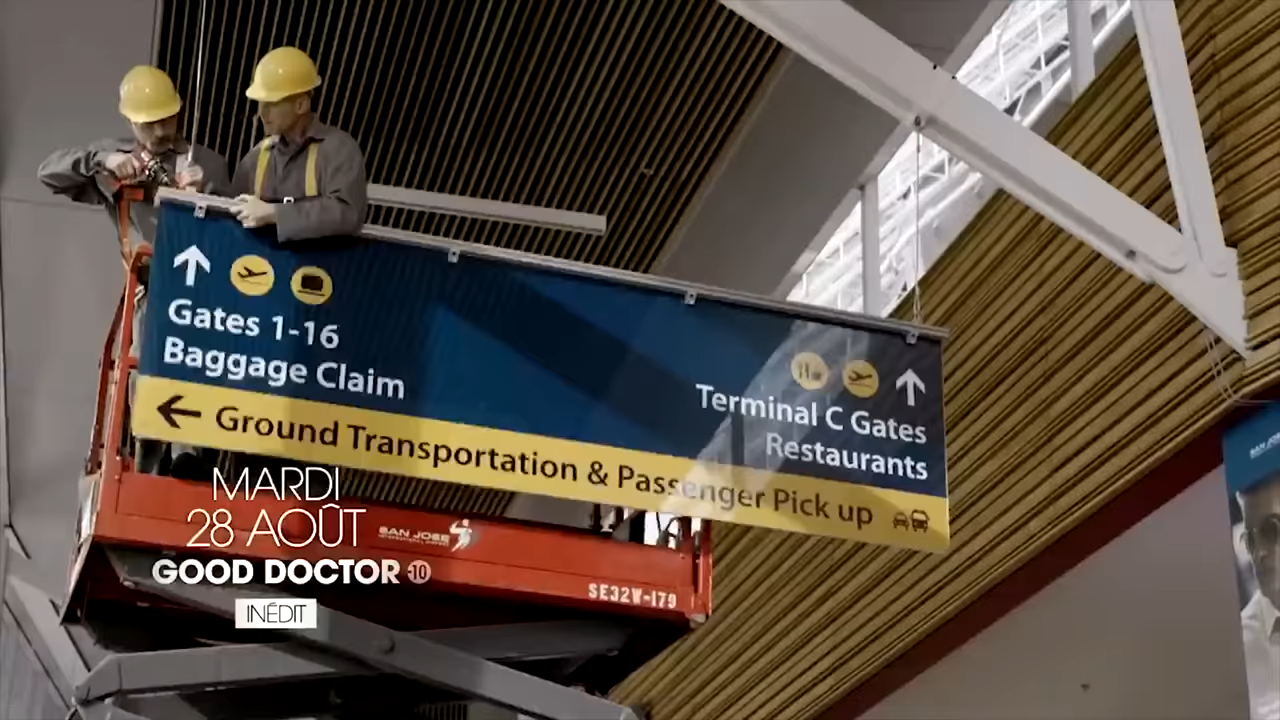 Gates 1-16
Baggage Claim
Terminal C Gates
Restaurants
Ground Transportation & Passenger Pick up
MARDI
28 AOÛT
GOOD DOCTOR -10
INÉDIT
SAN JOSE
SE32W-179